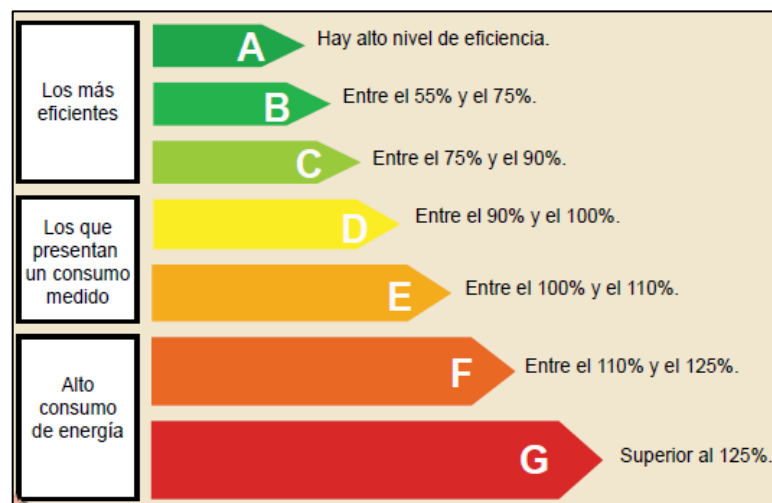 Los más
eficientes
A
Hay alto nivel de eficiencia.
B
Entre el 55% y el 75%.
C
Entre el 75% y el 90%.
Los que
presentan
un consumo
medido
D
Entre el 90% y el 100%.
E
Entre el 100% y el 110%.
Alto
consumo
de energía
F
Entre el 110% y el 125%.
G
Superior al 125%.